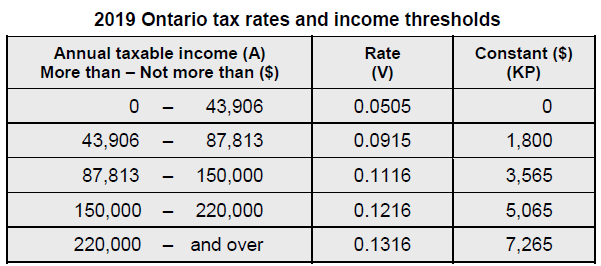 2019 Ontario tax rates and income thresholds
Annual taxable income (A) Rate Constant ($)
More than – Not more than ($) (V) (KP)
0 – 43,906 0.0505 0
43,906 – 87,813 0.0915 1,800
87,813 – 150,000 0.1116 3,565
150,000 – 220,000 0.1216 5,065
220,000 – and over 0.1316 7,265